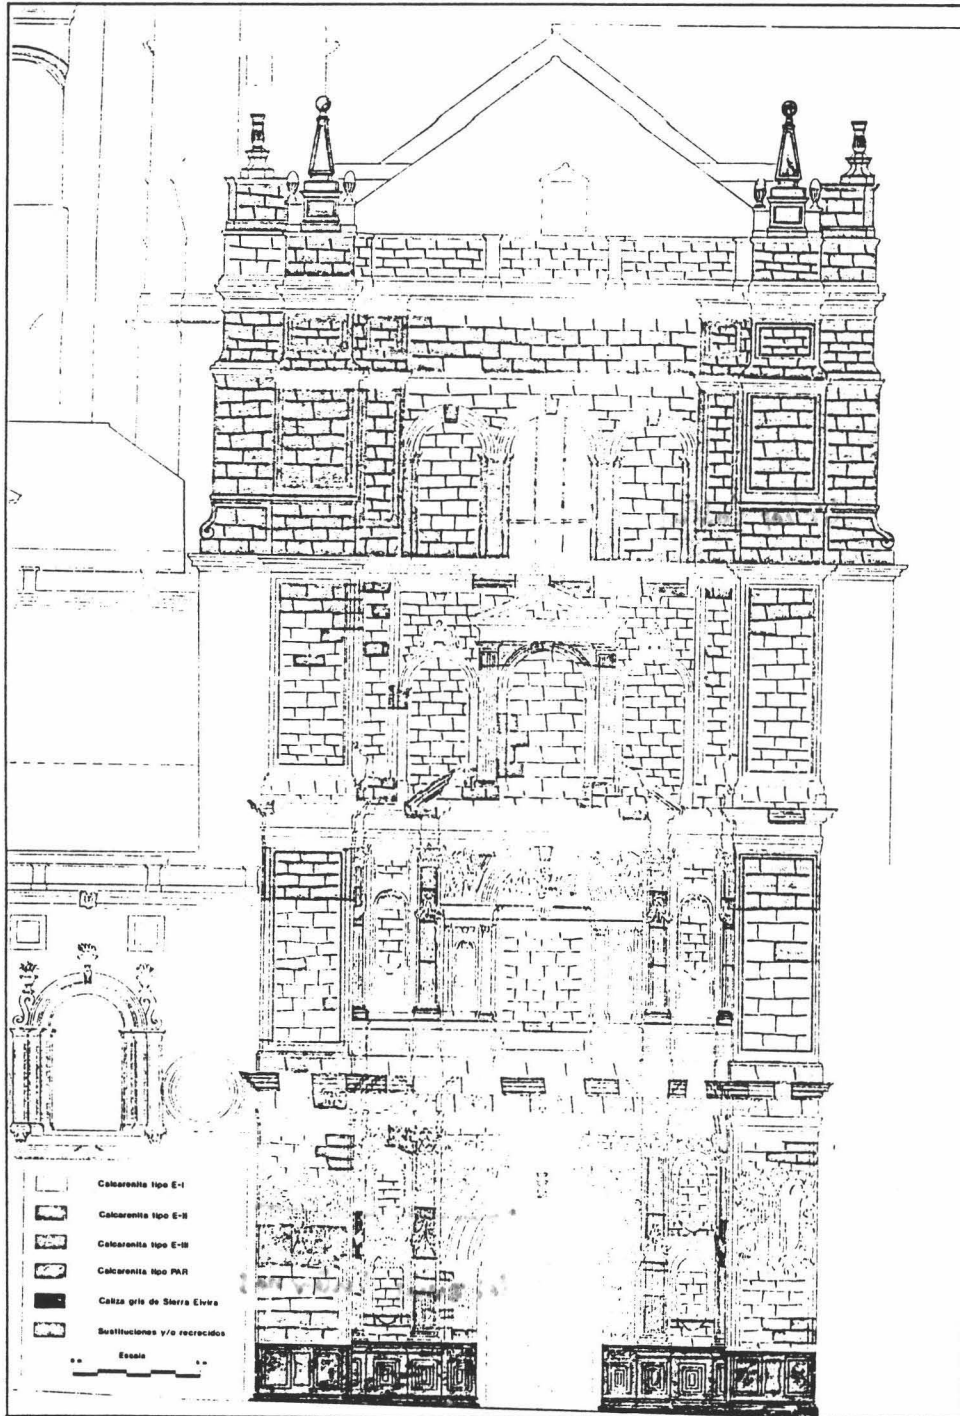 Calcarenita tipo E-I
Calcarenita tipo E-II
Calcarenita tipo E-III
Calcarenita tipo PAR
Caliza gris de Sierra Elvira
Sustituciones y/o recrecidos
Escala